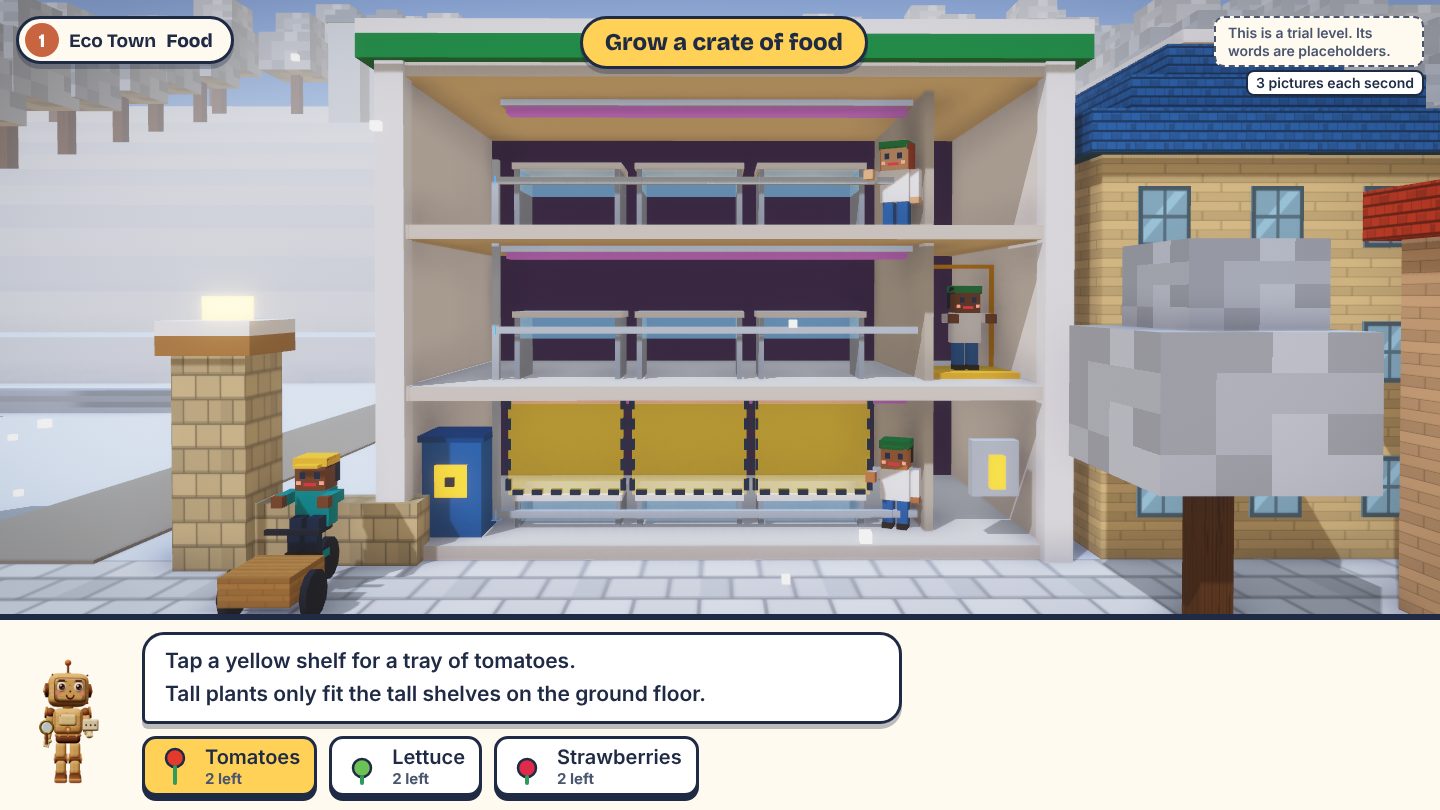 1 Eco Town Food
Grow a crate of food
This is a trial level. Its
words are placeholders.
3 pictures each second
Tap a yellow shelf for a tray of tomatoes.
Tall plants only fit the tall shelves on the ground floor.
Tomatoes
2 left
Lettuce
2 left
Strawberries
2 left